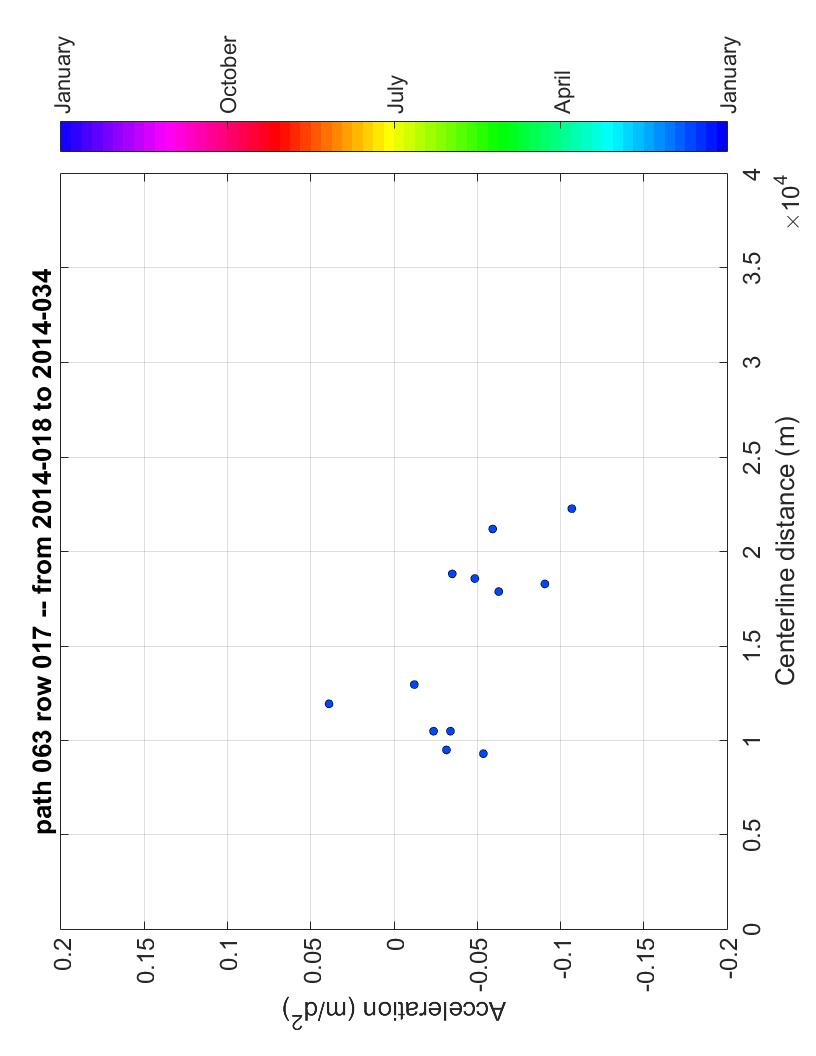 path 063 row 017 -- from 2014-018 to 2014-034
0.2
0.15
0.1
0.05
0
-0.05
-0.1
-0.15
-0.2
Acceleration (m/d²)
0
0.5
1
1.5
2
2.5
3
3.5
4
×10⁴
Centerline distance (m)
January
October
July
April
January